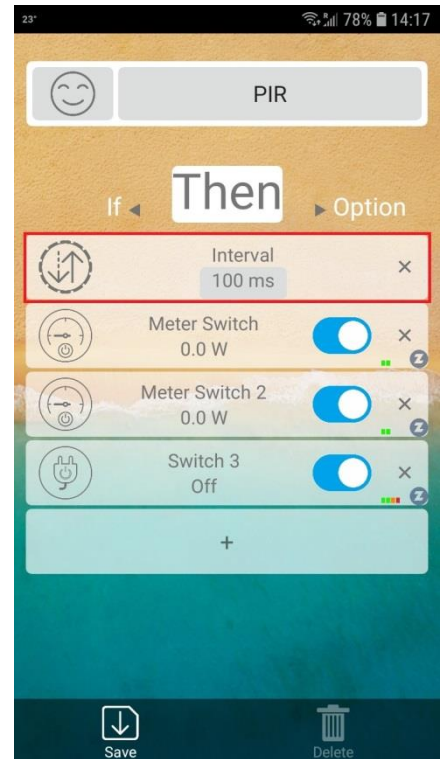 23° 78% 14:17
PIR
If Then Option
Interval
100 ms
Meter Switch
0.0 W
Z
Meter Switch 2
0.0 W
Z
Switch 3
Off
Z
+
Save Delete